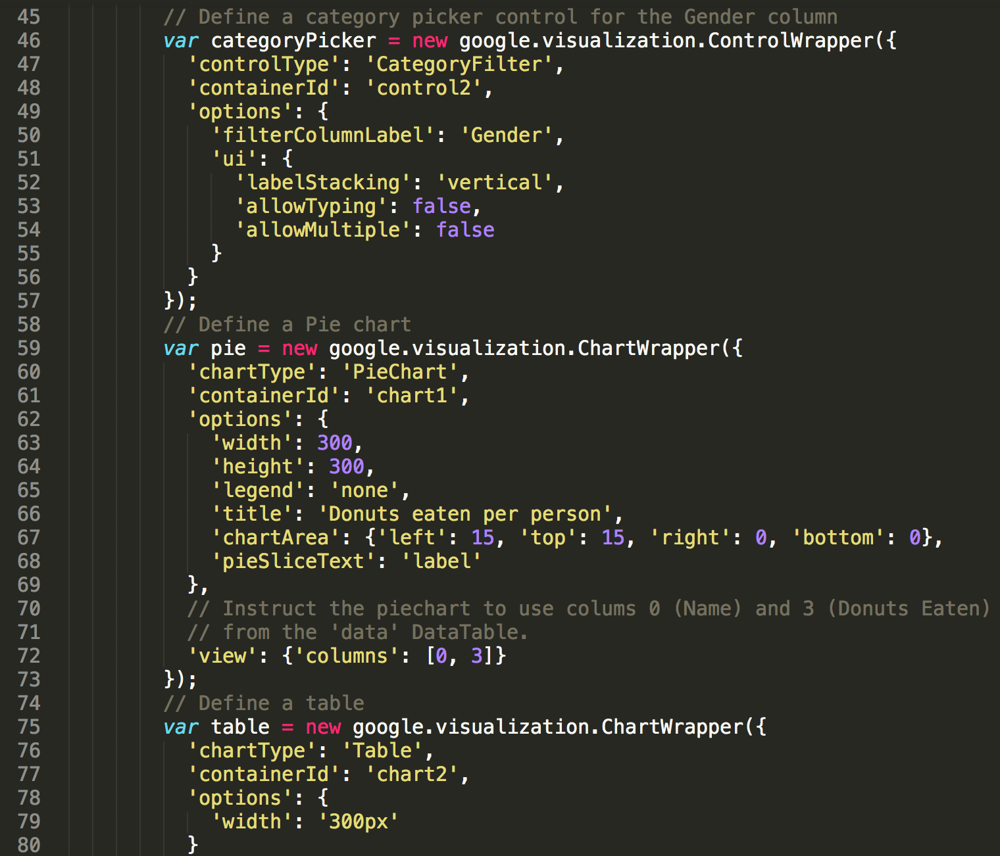 45 // Define a category picker control for the Gender column
46 var categoryPicker = new google.visualization.ControlWrapper({
47 'controlType': 'CategoryFilter',
48 'containerId': 'control2',
49 'options': {
50 'filterColumnLabel': 'Gender',
51 'ui': {
52 'labelStacking': 'vertical',
53 'allowTyping': false,
54 'allowMultiple': false
55 }
56 }
57 });
58 // Define a Pie chart
59 var pie = new google.visualization.ChartWrapper({
60 'chartType': 'PieChart',
61 'containerId': 'chart1',
62 'options': {
63 'width': 300,
64 'height': 300,
65 'legend': 'none',
66 'title': 'Donuts eaten per person',
67 'chartArea': {'left': 15, 'top': 15, 'right': 0, 'bottom': 0},
68 'pieSliceText': 'label'
69 },
70 // Instruct the piechart to use colums 0 (Name) and 3 (Donuts Eaten)
71 // from the 'data' DataTable.
72 'view': {'columns': [0, 3]}
73 });
74 // Define a table
75 var table = new google.visualization.ChartWrapper({
76 'chartType': 'Table',
77 'containerId': 'chart2',
78 'options': {
79 'width': '300px'
80 }